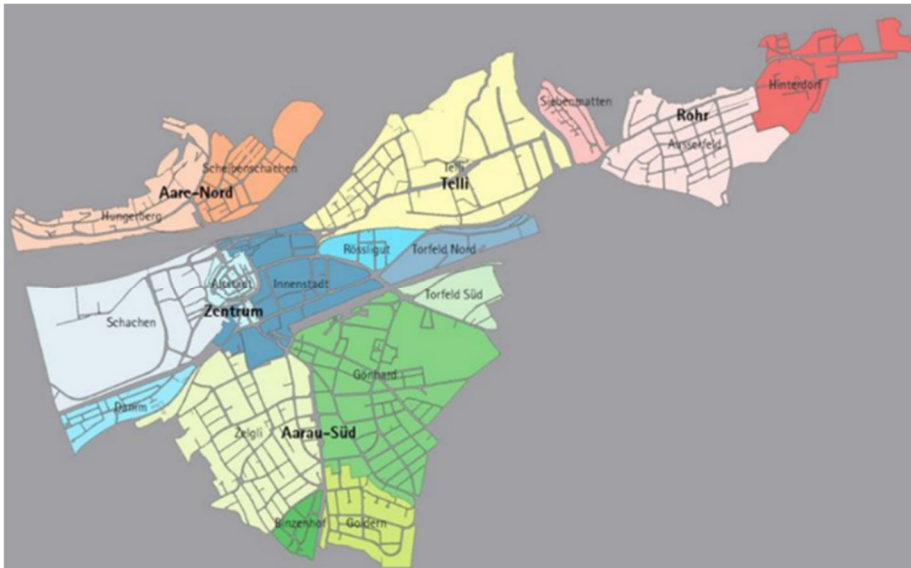 Hinterdorf
Siebenmatten
Rohr
Ausserfeld
Scheibenschachen
Telli
Telli
Aare-Nord
Hungerberg
Rössligut
Torfeld Nord
Altstadt
Innenstadt
Torfeld Süd
Zentrum
Schachen
Gönhard
Damm
Zelgli
Aarau-Süd
Binzenhof
Goldern